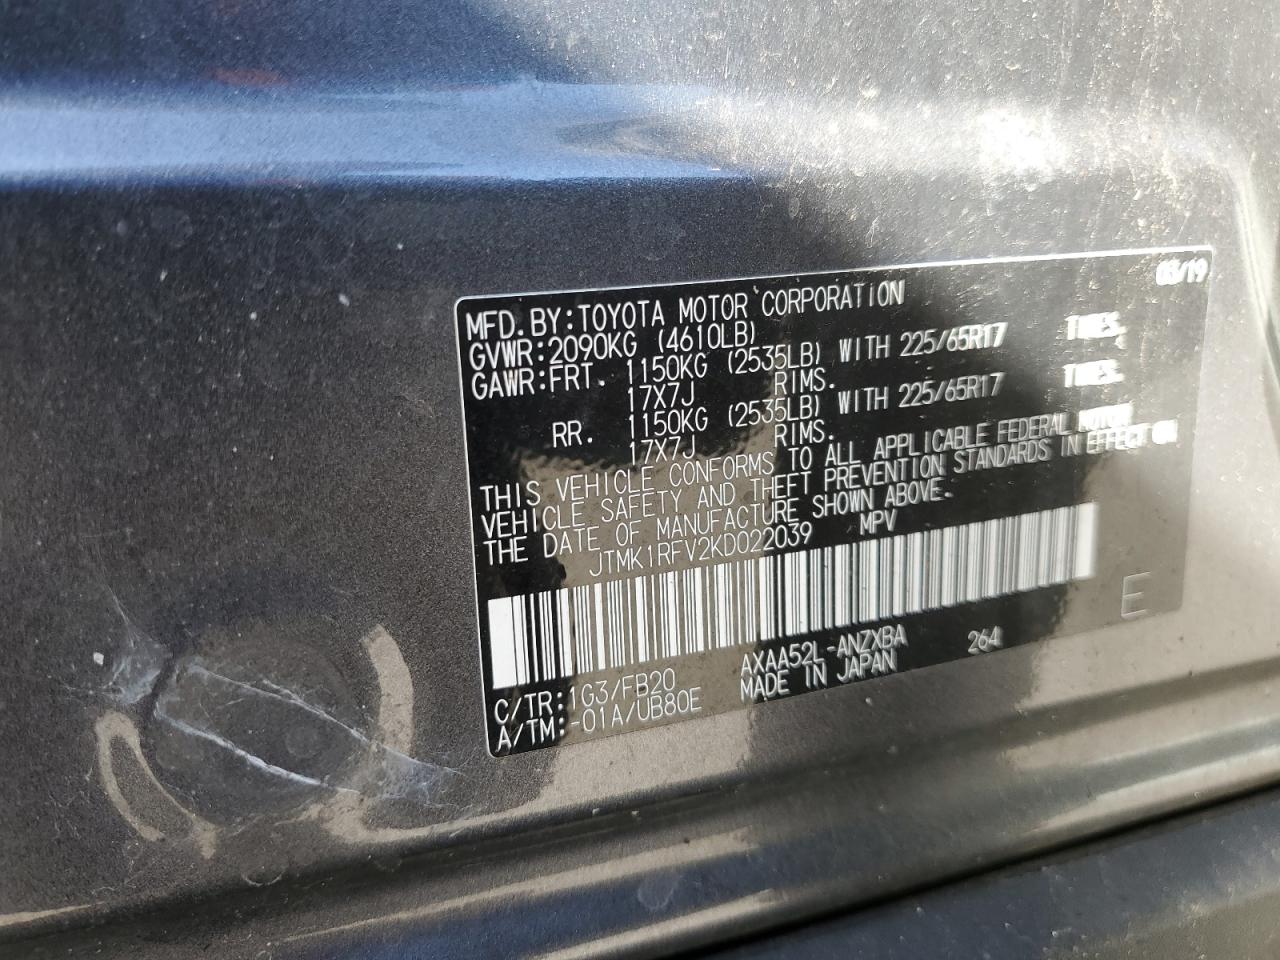 03/19
MFD. BY: TOYOTA MOTOR CORPORATION
GVWR: 2090KG (4610LB)
GAWR: FRT. 1150KG (2535LB) WITH 225/65R17 TIRES.
17X7J RIMS.
RR. 1150KG (2535LB) WITH 225/65R17 TIRES.
17X7J RIMS.
THIS VEHICLE CONFORMS TO ALL APPLICABLE FEDERAL MOTOR
VEHICLE SAFETY AND THEFT PREVENTION STANDARDS IN EFFECT ON
THE DATE OF MANUFACTURE SHOWN ABOVE.
JTMK1RFV2KD022039 MPV
E
C/TR: 1G3/FB20 AXAA52L-ANZXBA 264
A/TM: -01A/UB80E MADE IN JAPAN